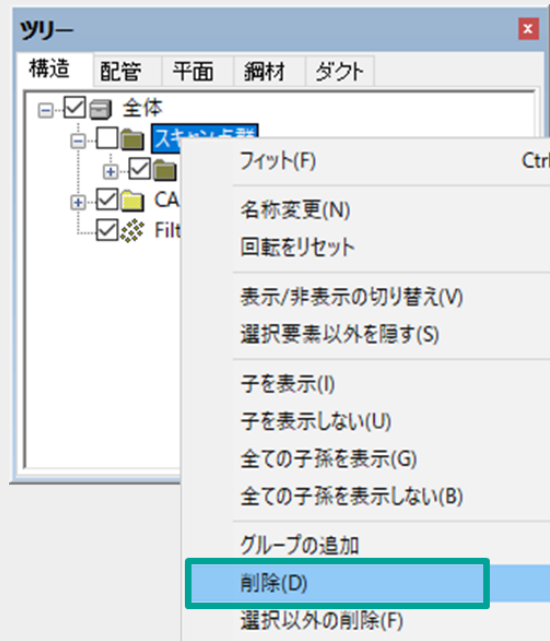 ツリー
構造 配管 平面 鋼材 ダクト
全体
スキャン点群
CA
Filt
フィット(F) Ctrl
名称変更(N)
回転をリセット
表示/非表示の切り替え(V)
選択要素以外を隠す(S)
子を表示(I)
子を表示しない(U)
全ての子孫を表示(G)
全ての子孫を表示しない(B)
グループの追加
削除(D)
選択以外の削除(F)